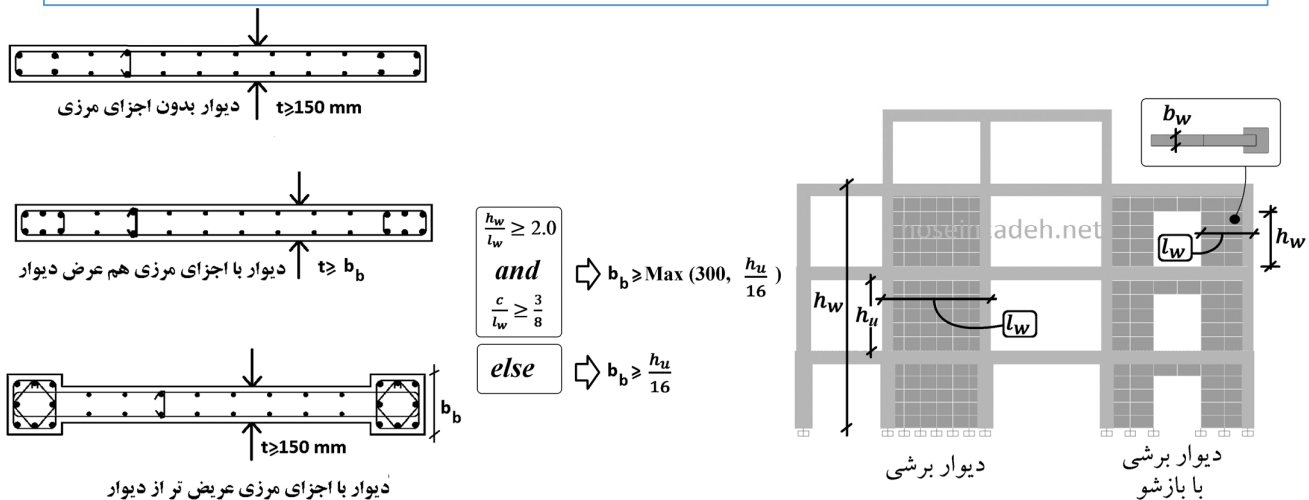 t≥150 mm
دیوار بدون اجزای مرزی
t≥ b_b
دیوار با اجزای مرزی هم عرض دیوار
b_b
t≥150 mm
دیوار با اجزای مرزی عریض تر از دیوار
h_w/l_w ≥ 2.0
and
c/l_w ≥ 3/8
b_b ≥ Max (300, h_u/16)
else
b_b ≥ h_u/16
b_w
h_w
h_u
l_w
دیوار برشی
l_w
h_w
دیوار برشی
با بازشو